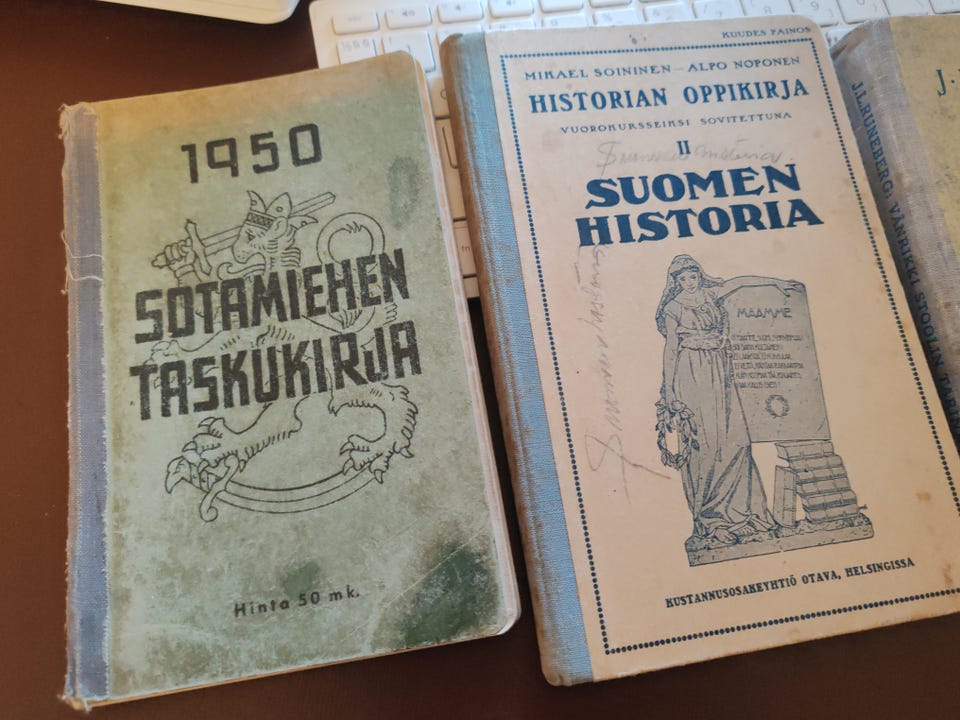 1950
SOTAMIEHEN
TASKUKIRJA
Hinta 50 mk.
KUUDES PAINOS
MIKAEL SOININEN — ALPO NOPONEN
HISTORIAN OPPIKIRJA
VUOROKURSSEIKSI SOVITETTUNA
II
SUOMEN
HISTORIA
MAAMME
KUSTANNUSOSAKEYHTIÖ OTAVA, HELSINGISSA
J.L.RUNEBERG: VÄNRIKKI STOOLIN
J.